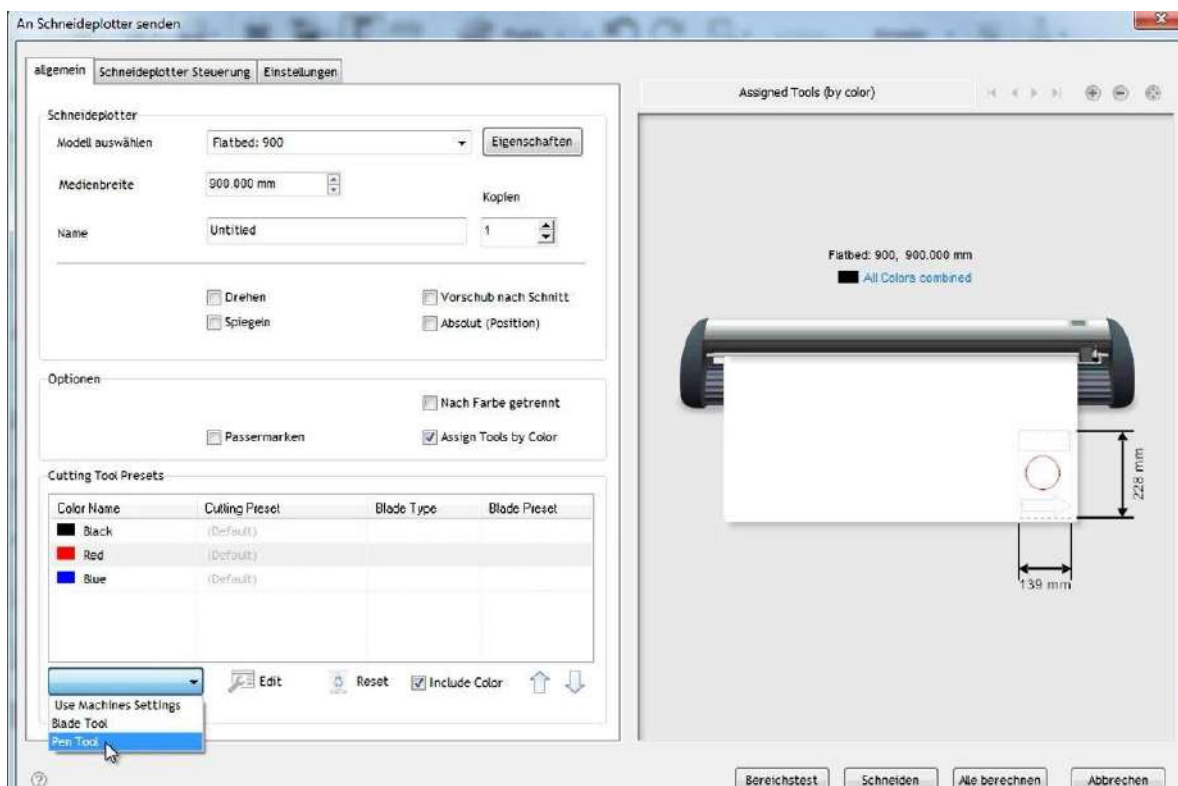 An Schneideplotter senden
allgemein Schneideplotter Steuerung Einstellungen
Schneideplotter
Modell auswählen Flatbed: 900 Eigenschaften
Medienbreite 900.000 mm
Kopien
Name Untitled 1
Drehen Vorschub nach Schnitt
Spiegeln Absolut (Position)
Optionen
Nach Farbe getrennt
Passermarken Assign Tools by Color
Cutting Tool Presets
Color Name Cutting Preset Blade Type Blade Preset
Black (Default)
Red (Default)
Blue (Default)
Edit Reset Include Color
Use Machines Settings
Blade Tool
Pen Tool
Assigned Tools (by color)
Flatbed: 900, 900.000 mm
All Colors combined
228 mm
139 mm
Bereichstest Schneiden Alle berechnen Abbrechen